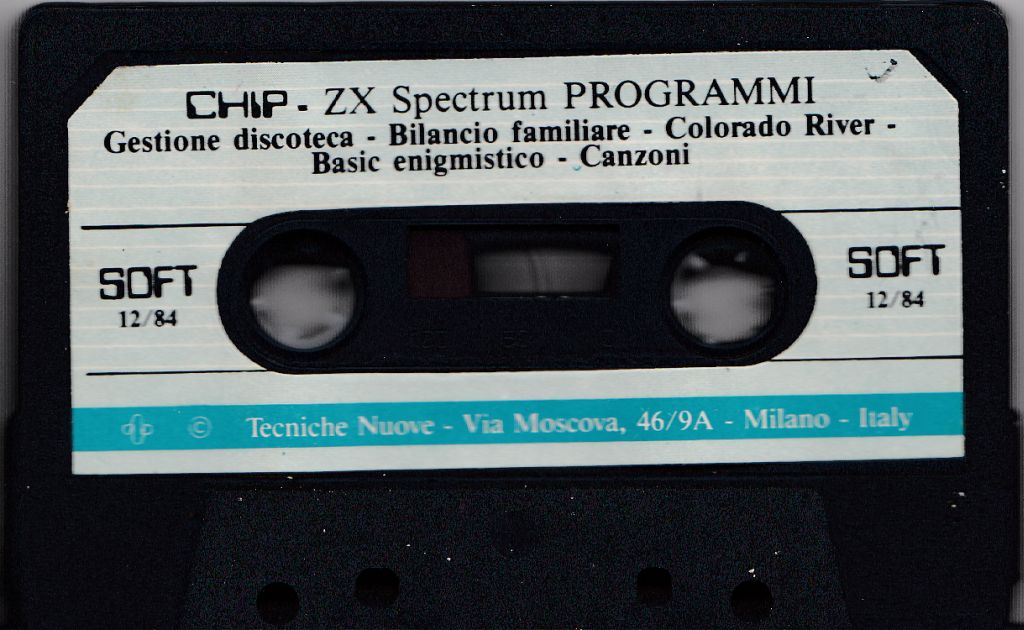 CHIP - ZX Spectrum PROGRAMMI
Gestione discoteca - Bilancio familiare - Colorado River -
Basic enigmistico - Canzoni
SOFT
12/84
SOFT
12/84
© Tecniche Nuove - Via Moscova, 46/9A - Milano - Italy